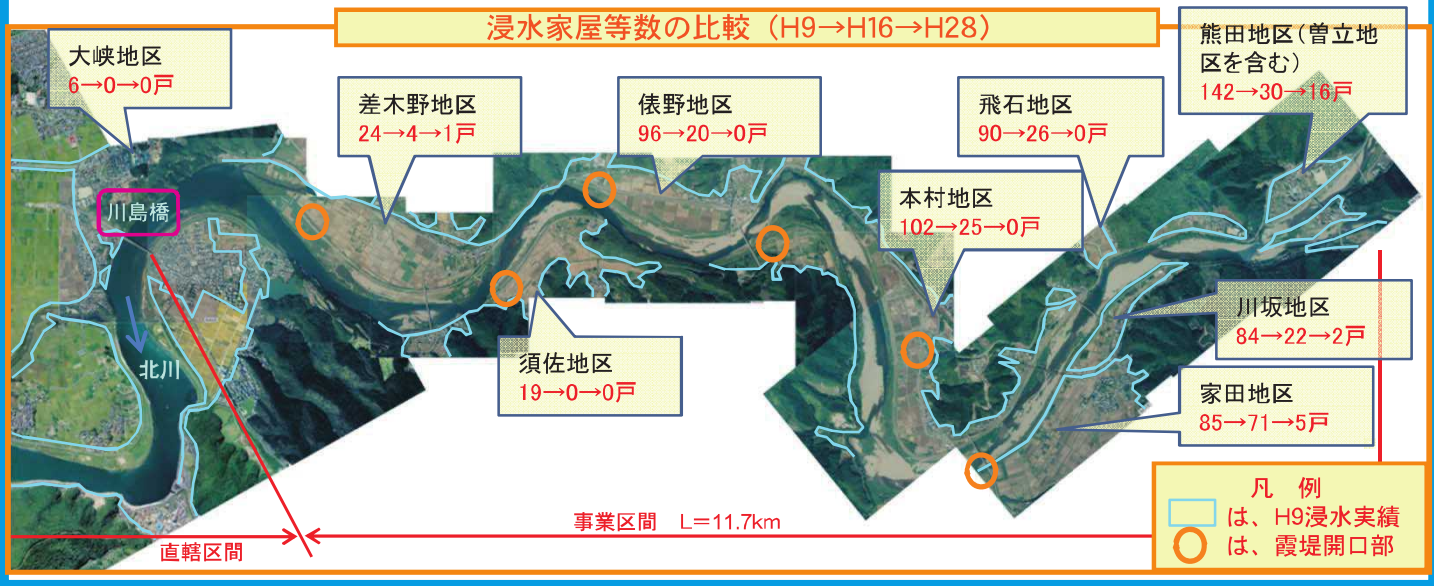 浸水家屋等数の比較（H9→H16→H28）
大峡地区
6→0→0戸
差木野地区
24→4→1戸
俵野地区
96→20→0戸
飛石地区
90→26→0戸
熊田地区（曽立地
区を含む）
142→30→16戸
本村地区
102→25→0戸
川島橋
北川
須佐地区
19→0→0戸
川坂地区
84→22→2戸
家田地区
85→71→5戸
直轄区間
事業区間　L＝11.7km
凡　例
は、H9浸水実績
は、霞堤開口部